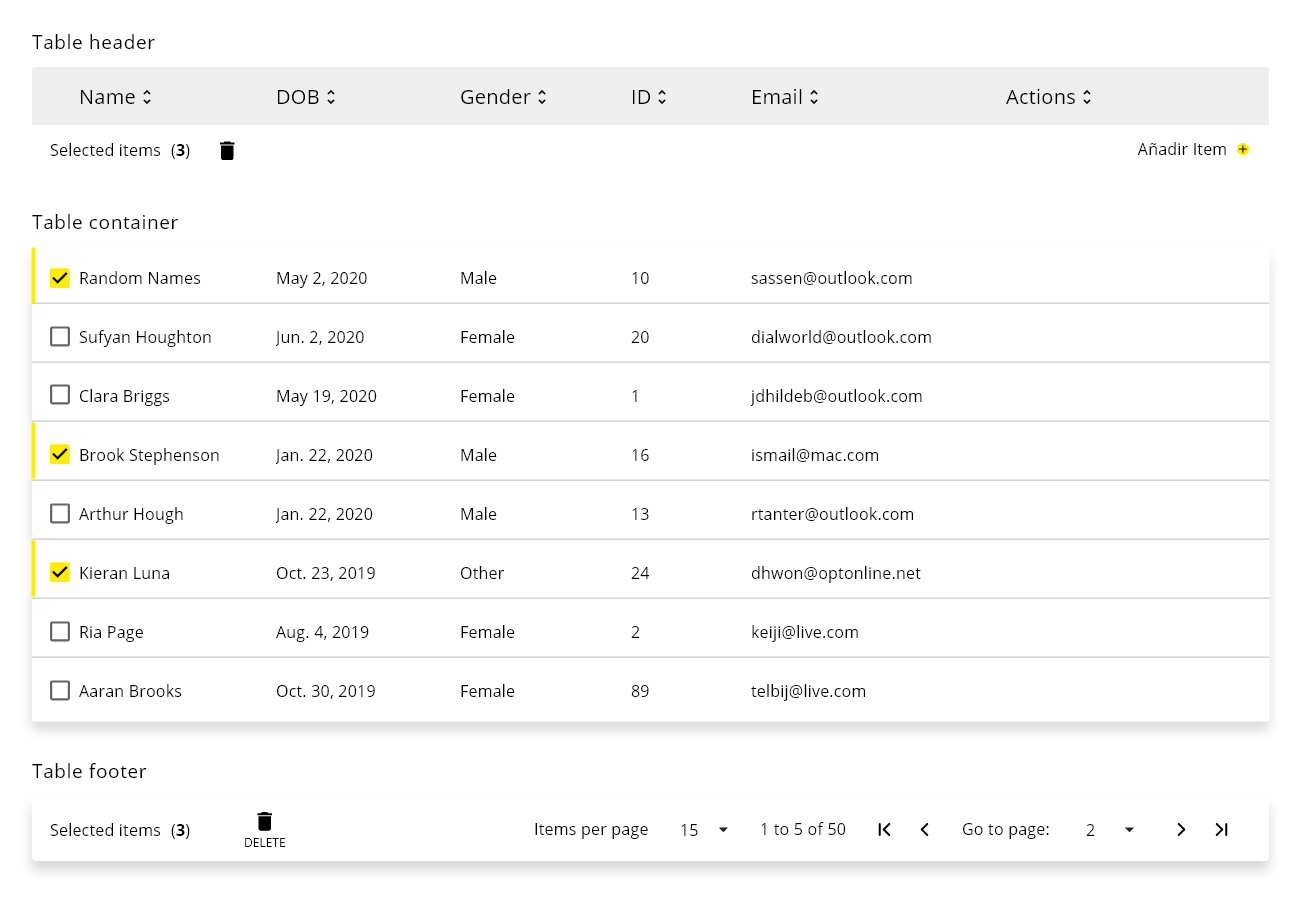 Table header
Name DOB Gender ID Email Actions
Selected items (3) Añadir Item
Table container
Random Names May 2, 2020 Male 10 sassen@outlook.com
Sufyan Houghton Jun. 2, 2020 Female 20 dialworld@outlook.com
Clara Briggs May 19, 2020 Female 1 jdhildeb@outlook.com
Brook Stephenson Jan. 22, 2020 Male 16 ismail@mac.com
Arthur Hough Jan. 22, 2020 Male 13 rtanter@outlook.com
Kieran Luna Oct. 23, 2019 Other 24 dhwon@optonline.net
Ria Page Aug. 4, 2019 Female 2 keiji@live.com
Aaran Brooks Oct. 30, 2019 Female 89 telbij@live.com
Table footer
Selected items (3) DELETE Items per page 15 1 to 5 of 50 Go to page: 2